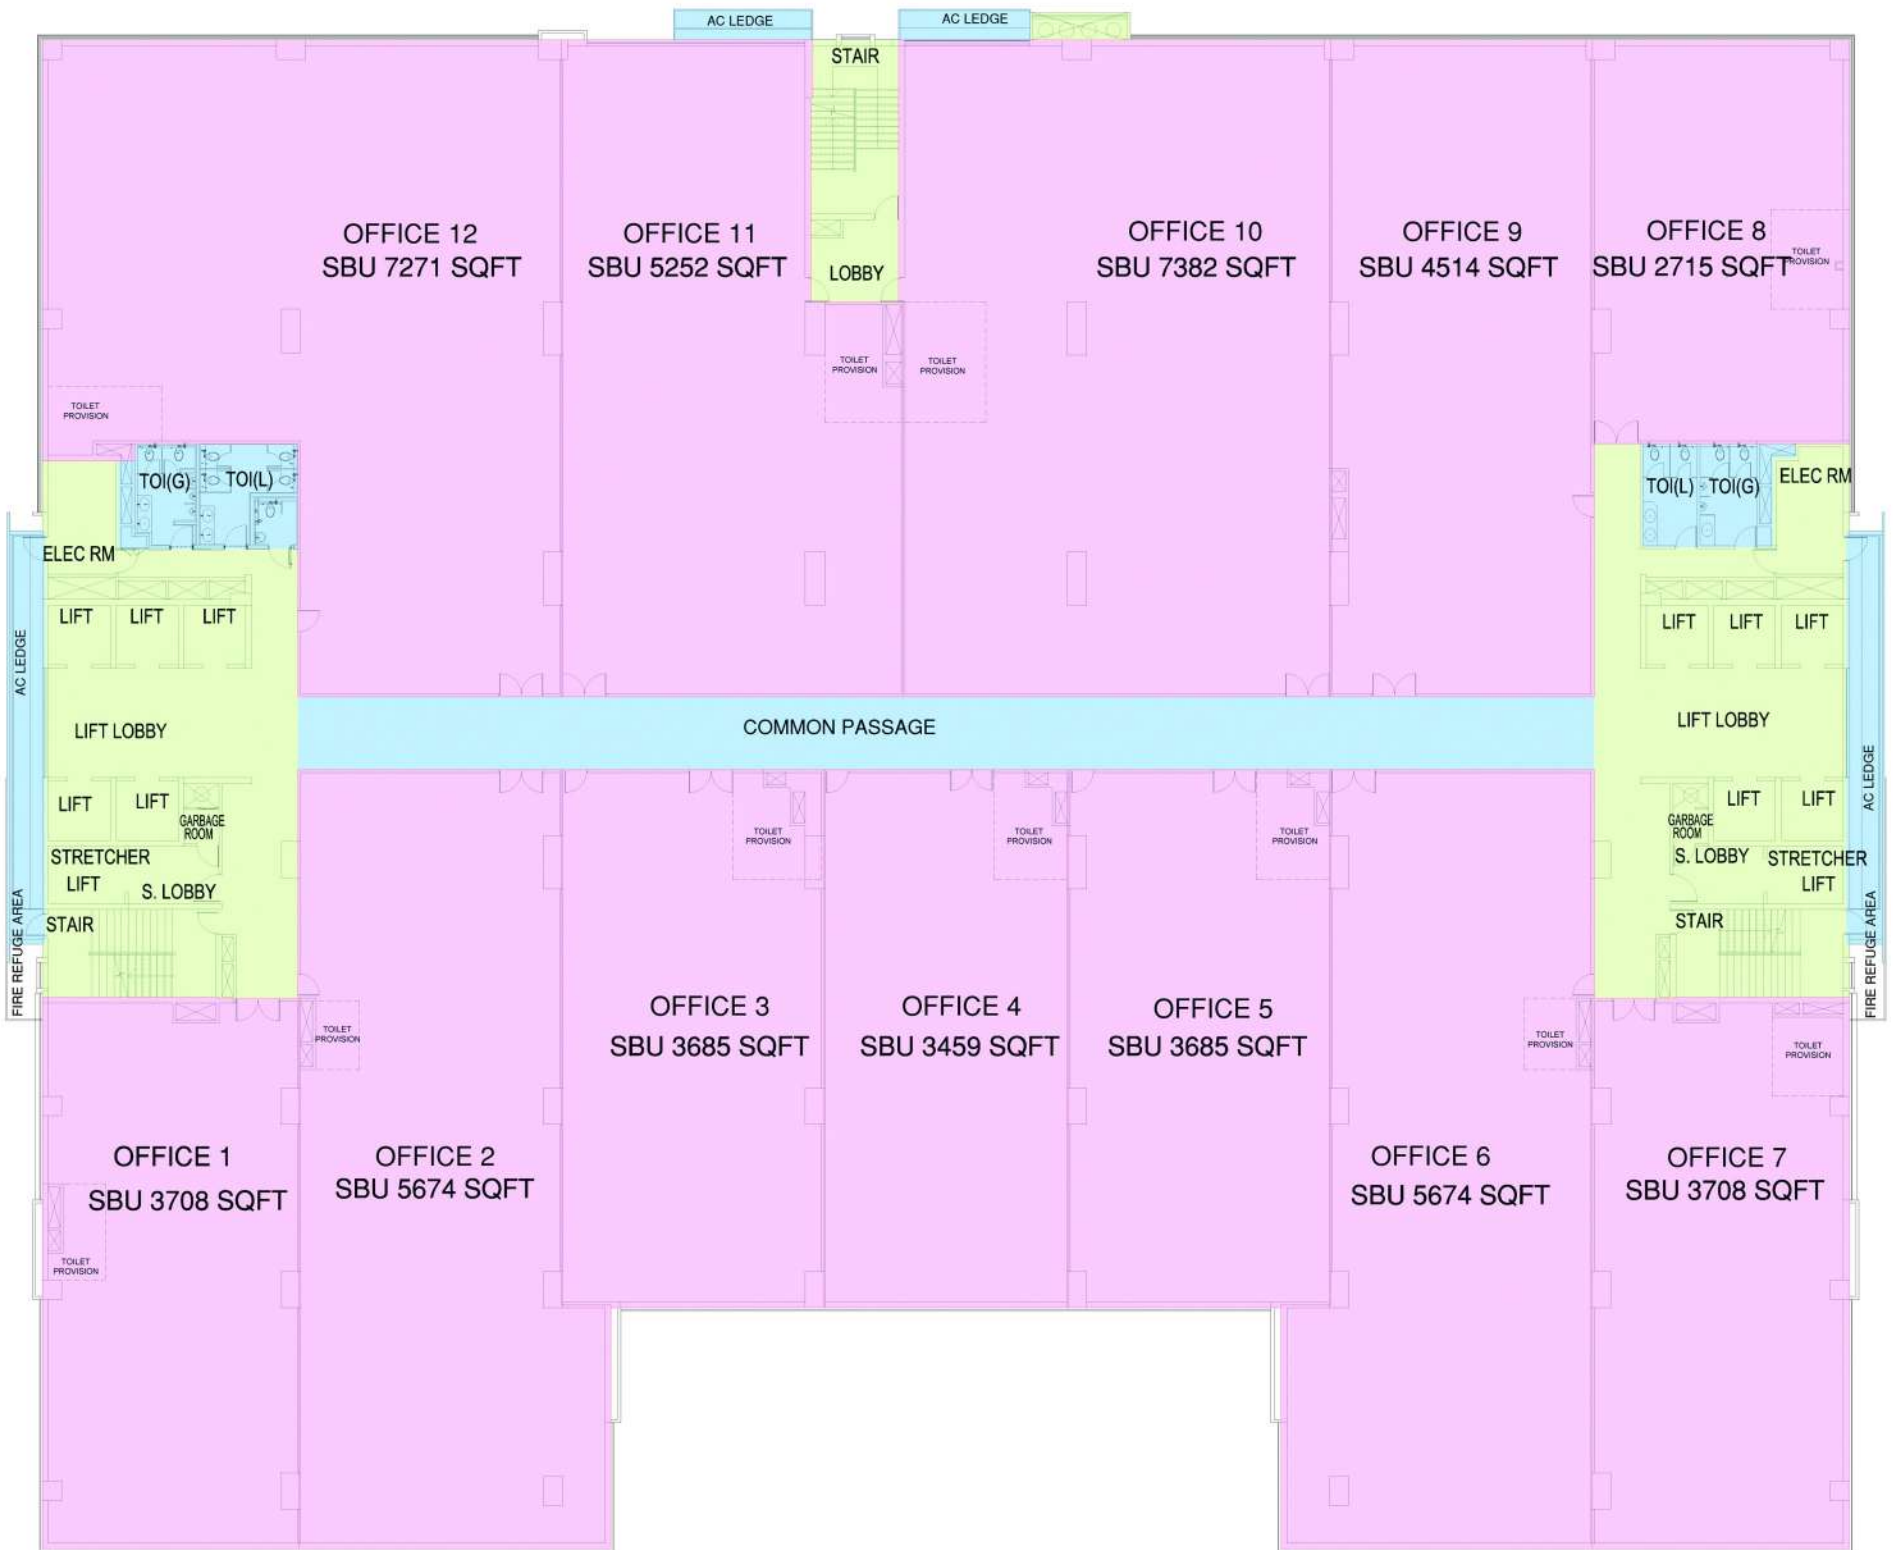 AC LEDGE
AC LEDGE
STAIR
OFFICE 12
SBU 7271 SQFT
OFFICE 11
SBU 5252 SQFT
LOBBY
OFFICE 10
SBU 7382 SQFT
OFFICE 9
SBU 4514 SQFT
OFFICE 8
SBU 2715 SQFT
TOILET
PROVISION
TOILET
PROVISION
TOILET
PROVISION
TOILET
PROVISION
TOI(G)
TOI(L)
ELEC RM
TOI(L)
TOI(G)
ELEC RM
LIFT
LIFT
LIFT
LIFT
LIFT
LIFT
AC LEDGE
LIFT LOBBY
COMMON PASSAGE
LIFT LOBBY
AC LEDGE
LIFT
LIFT
GARBAGE
ROOM
STRETCHER
LIFT
S. LOBBY
STAIR
FIRE REFUGE AREA
TOILET
PROVISION
TOILET
PROVISION
TOILET
PROVISION
LIFT
LIFT
GARBAGE
ROOM
S. LOBBY
STRETCHER
LIFT
STAIR
FIRE REFUGE AREA
TOILET
PROVISION
OFFICE 3
SBU 3685 SQFT
OFFICE 4
SBU 3459 SQFT
OFFICE 5
SBU 3685 SQFT
TOILET
PROVISION
TOILET
PROVISION
OFFICE 1
SBU 3708 SQFT
OFFICE 2
SBU 5674 SQFT
OFFICE 6
SBU 5674 SQFT
OFFICE 7
SBU 3708 SQFT
TOILET
PROVISION